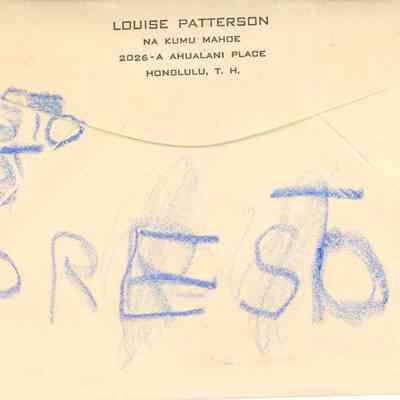 LOUISE PATTERSON
NA KUMU MAHOE
2026-A AHUALANI PLACE
HONOLULU, T. H.
O R E S T O